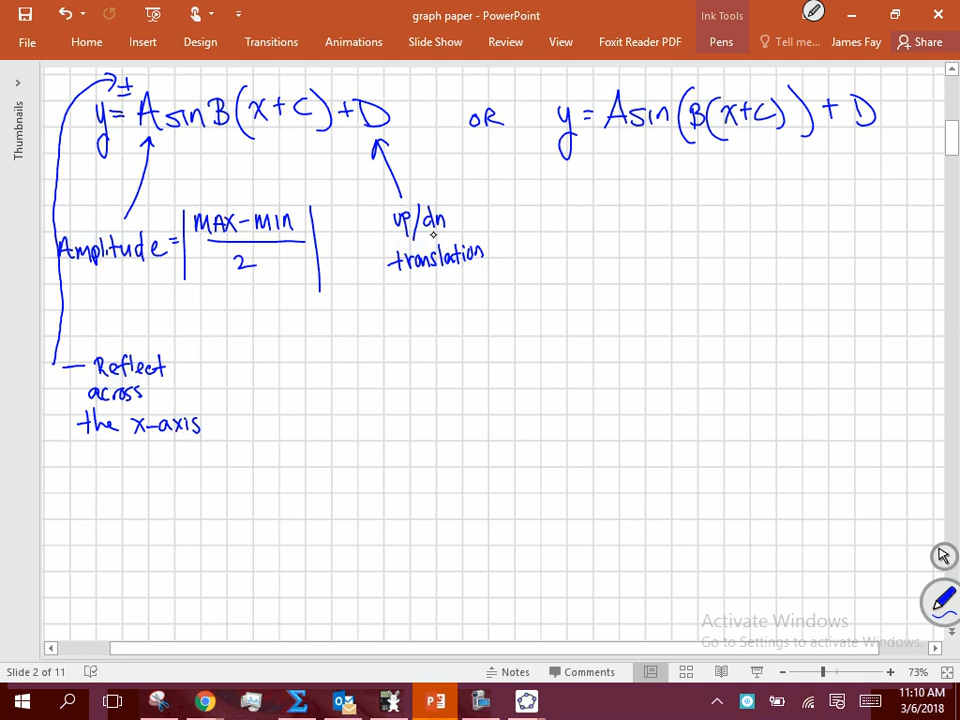 graph paper - PowerPoint
Ink Tools
File
Home
Insert
Design
Transitions
Animations
Slide Show
Review
View
Foxit Reader PDF
Pens
Tell me...
James Fay
Share
Thumbnails
± y = A sin B(x+C) + D OR y = A sin(B(x+C)) + D
Amplitude = |MAX-MIN / 2|
up/dn
translation
— Reflect
across
the x-axis
Activate Windows
Go to Settings to activate Windows.
Slide 2 of 11
Notes
Comments
73%
11:10 AM
3/6/2018